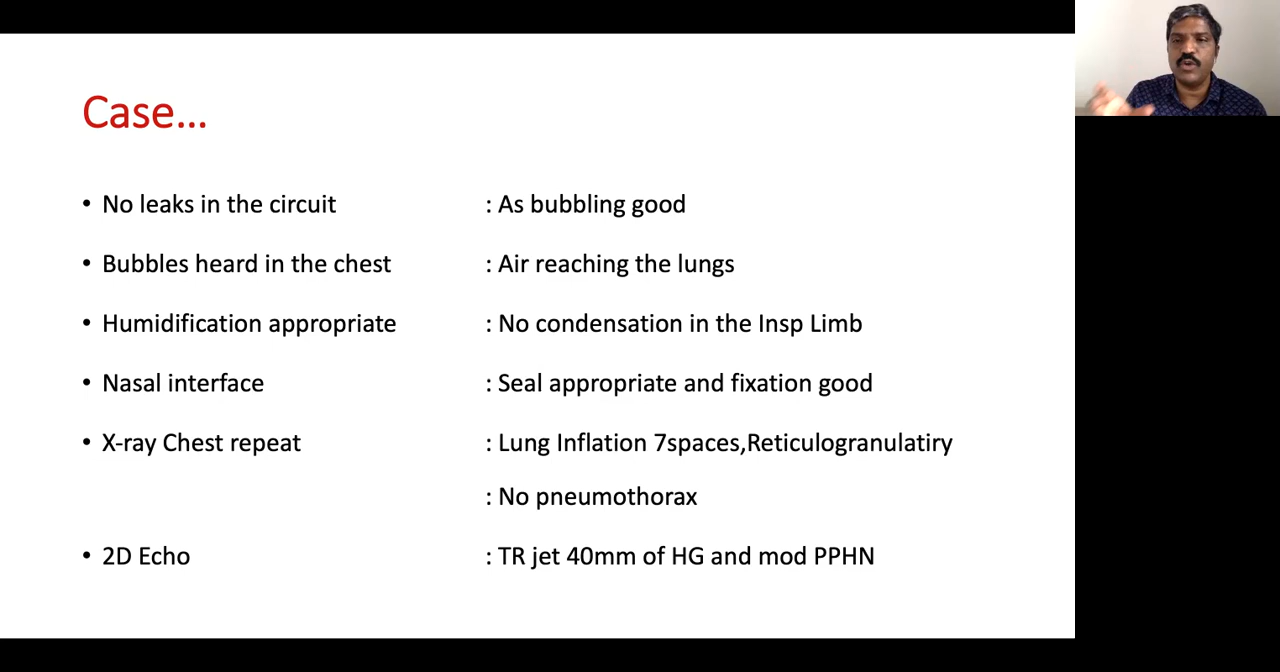 Case...
• No leaks in the circuit : As bubbling good
• Bubbles heard in the chest : Air reaching the lungs
• Humidification appropriate : No condensation in the Insp Limb
• Nasal interface : Seal appropriate and fixation good
• X-ray Chest repeat : Lung Inflation 7spaces,Reticulogranulatiry
: No pneumothorax
• 2D Echo : TR jet 40mm of HG and mod PPHN